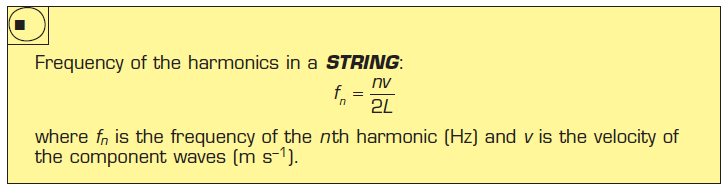 Frequency of the harmonics in a STRING:
fₙ = nv/2L
where fₙ is the frequency of the nth harmonic (Hz) and v is the velocity of
the component waves (m s⁻¹).